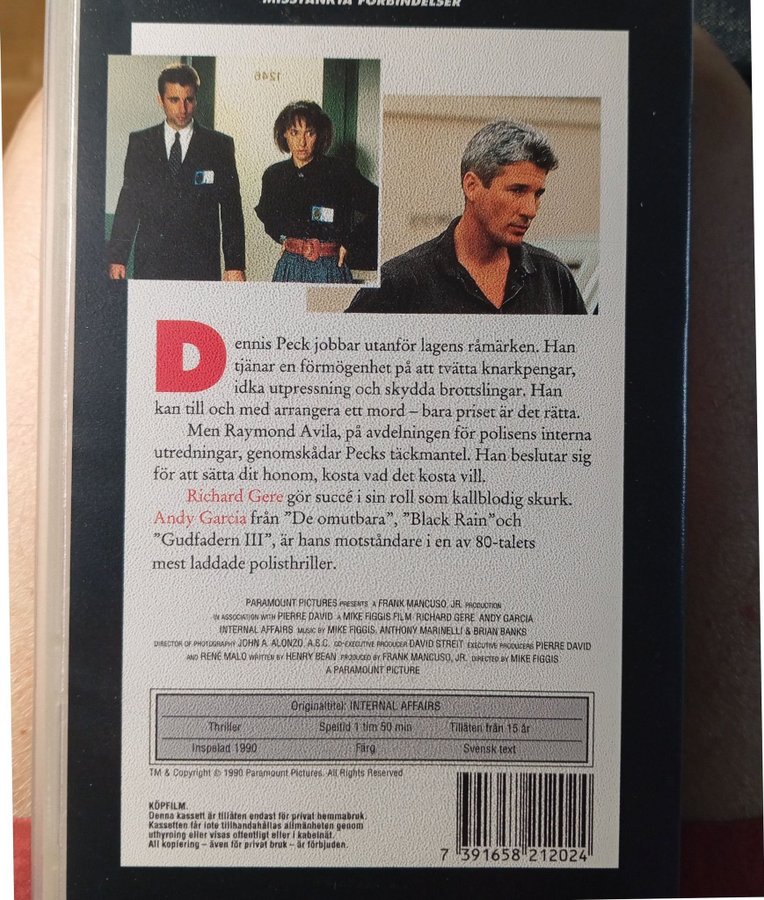 MISSTÄNKTA FÖRBINDELSER
1246
Dennis Peck jobbar utanför lagens råmärken. Han
tjänar en förmögenhet på att tvätta knarkpengar,
idka utpressning och skydda brottslingar. Han
kan till och med arrangera ett mord – bara priset är det rätta.
Men Raymond Avila, på avdelningen för polisens interna
utredningar, genomskådar Pecks täckmantel. Han beslutar sig
för att sätta dit honom, kosta vad det kosta vill.
Richard Gere gör succé i sin roll som kallblodig skurk.
Andy Garcia från ”De omutbara”, ”Black Rain”och
”Gudfadern III”, är hans motståndare i en av 80-talets
mest laddade polisthriller.
PARAMOUNT PICTURES PRESENTS A FRANK MANCUSO, JR. PRODUCTION
IN ASSOCIATION WITH PIERRE DAVID A MIKE FIGGIS FILM RICHARD GERE ANDY GARCIA
INTERNAL AFFAIRS MUSIC BY MIKE FIGGIS, ANTHONY MARINELLI & BRIAN BANKS
DIRECTOR OF PHOTOGRAPHY JOHN A. ALONZO, A.S.C. CO-EXECUTIVE PRODUCER DAVID STREIT EXECUTIVE PRODUCERS PIERRE DAVID
AND RENÉ MALO WRITTEN BY HENRY BEAN PRODUCED BY FRANK MANCUSO, JR. DIRECTED BY MIKE FIGGIS
A PARAMOUNT PICTURE
Originaltitel: INTERNAL AFFAIRS
Thriller Speltid 1 tim 50 min Tillåten från 15 år
Inspelad 1990 Färg Svensk text
TM & Copyright © 1990 Paramount Pictures. All Rights Reserved
KÖPFILM.
Denna kassett är tillåten endast för privat hemmabruk.
Kassetten får inte tillhandahållas allmänheten genom
uthyrning eller visas offentligt eller i kabelnät.
All kopiering – även för privat bruk – är förbjuden.
7 391658 212024